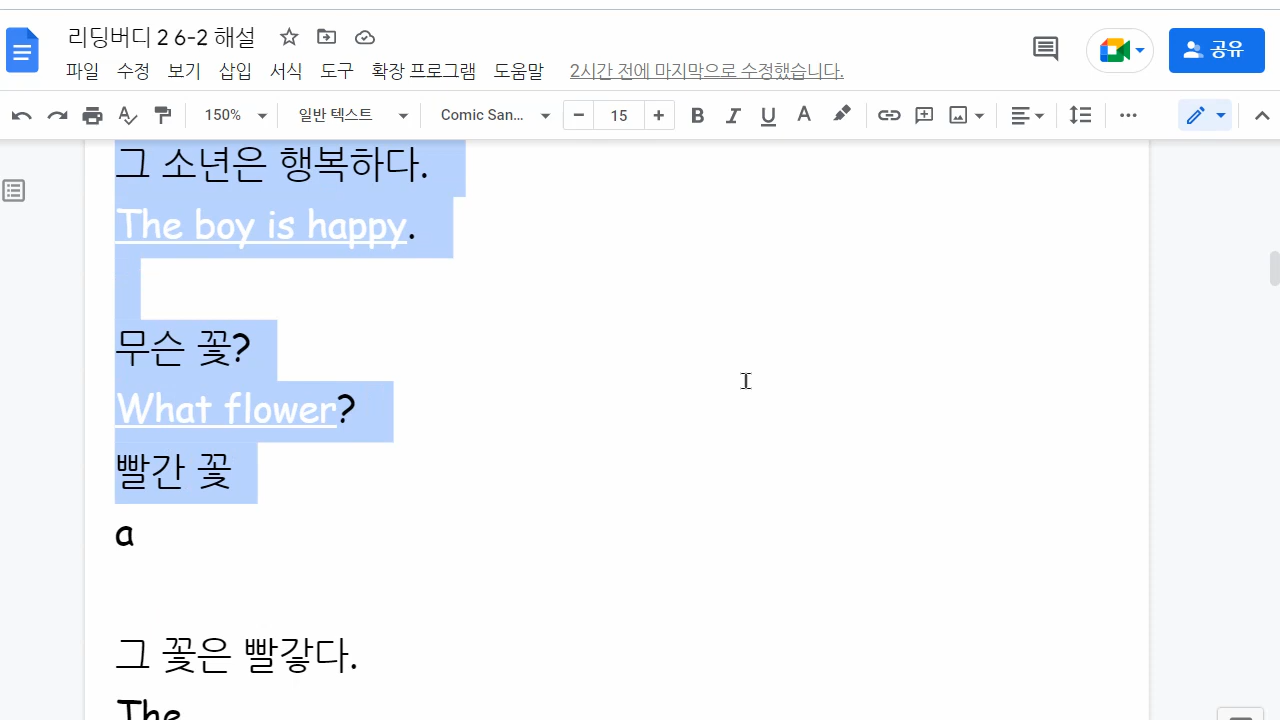 리딩버디 2 6-2 해설
공유
파일 수정 보기 삽입 서식 도구 확장 프로그램 도움말 2시간 전에 마지막으로 수정했습니다.
150% 일반 텍스트 Comic San... 15 B I U A
그 소년은 행복하다.
The boy is happy.
무슨 꽃?
What flower?
빨간 꽃
a
그 꽃은 빨갛다.
The